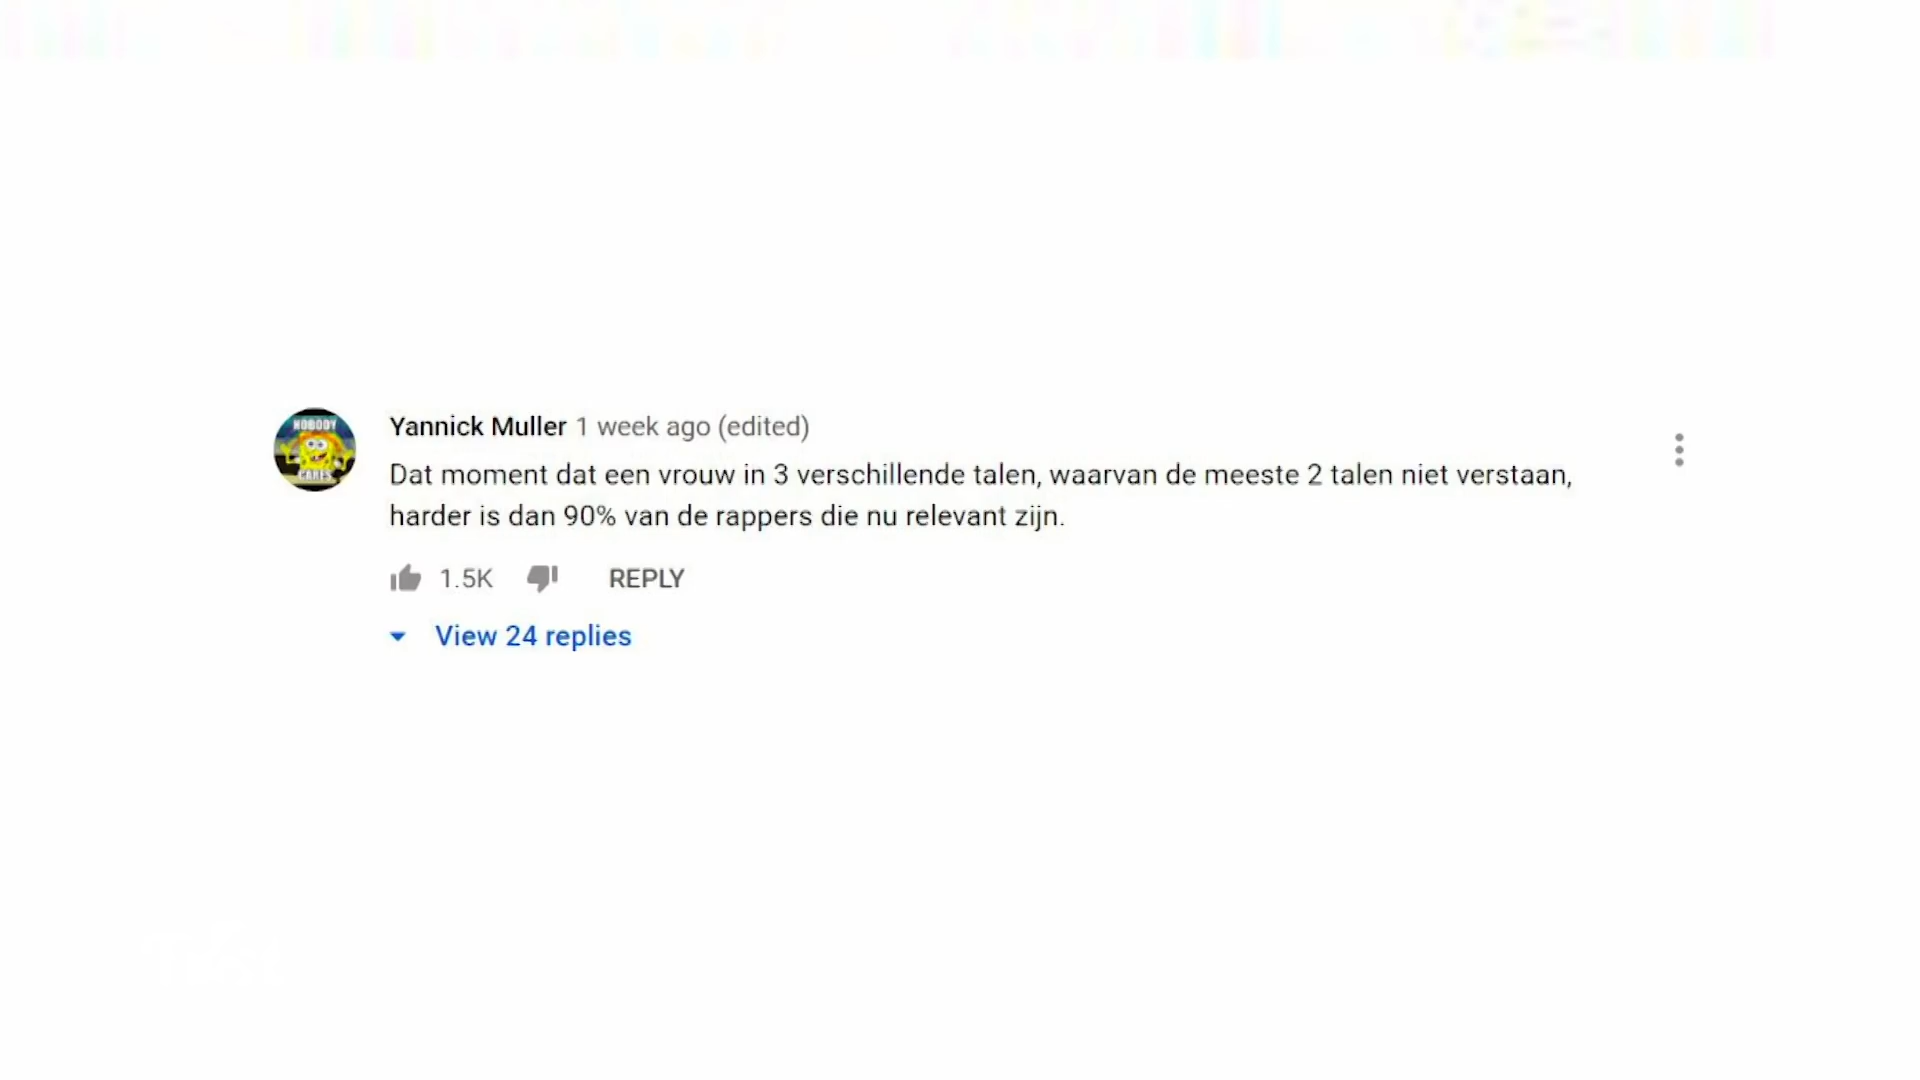 NOBODY
CARES
Yannick Muller 1 week ago (edited)
Dat moment dat een vrouw in 3 verschillende talen, waarvan de meeste 2 talen niet verstaan,
harder is dan 90% van de rappers die nu relevant zijn.
1.5K REPLY
View 24 replies